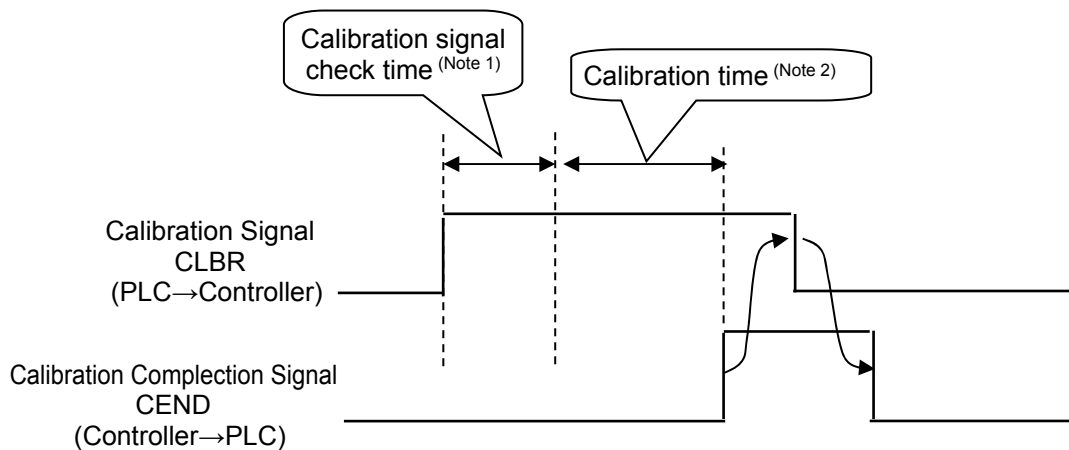 Calibration signal
check time (Note 1)
Calibration time (Note 2)
Calibration Signal
CLBR
(PLC→Controller)
Calibration Complection Signal
CEND
(Controller→PLC)